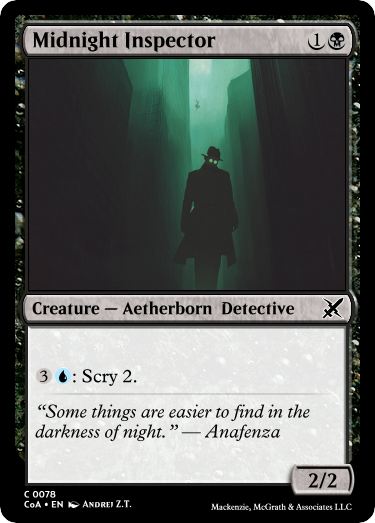 Midnight Inspector 1
Creature — Aetherborn Detective
3: Scry 2.
“Some things are easier to find in the
darkness of night.” — Anafenza
2/2
C 0078
CoA • EN Andrej Z.T.
Mackenzie, McGrath & Associates LLC